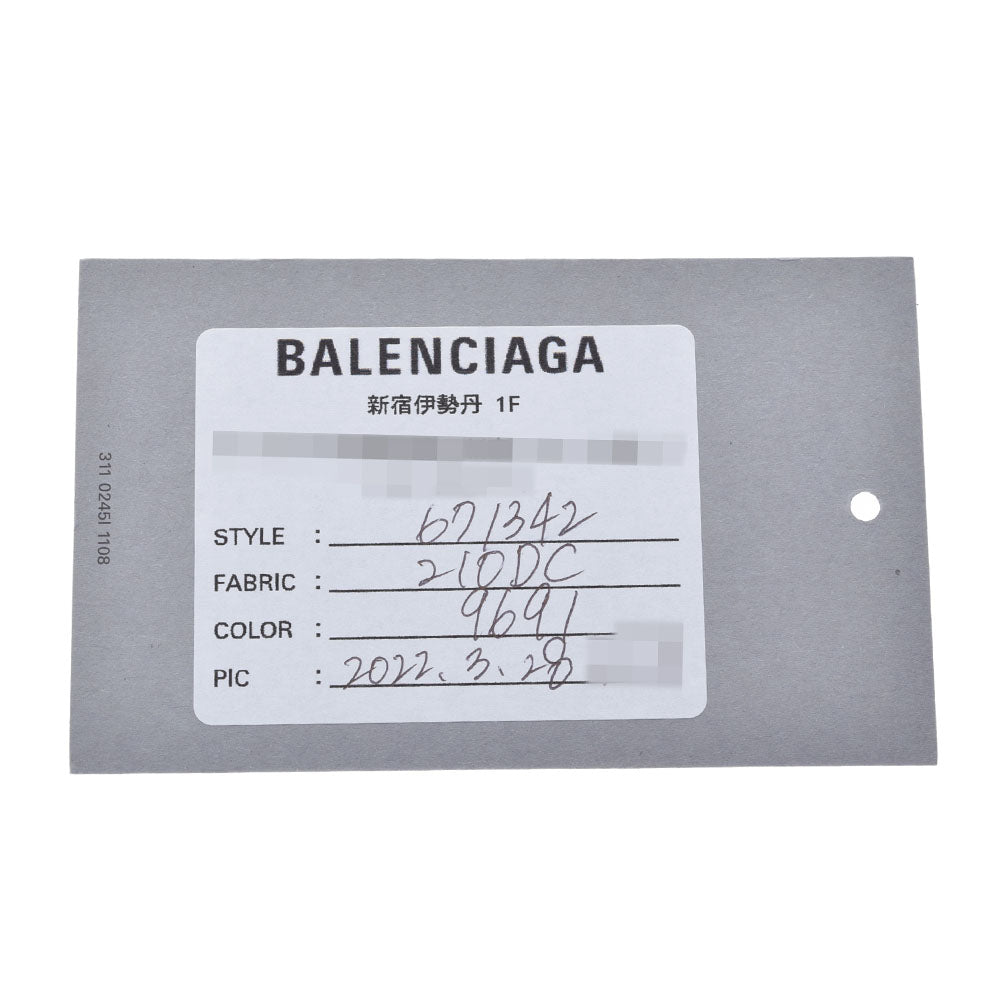 BALENCIAGA
新宿伊勢丹 1F
STYLE : 671342
FABRIC : 210DC
COLOR : 9691
PIC : 2022.3.28
311 0245I 1108